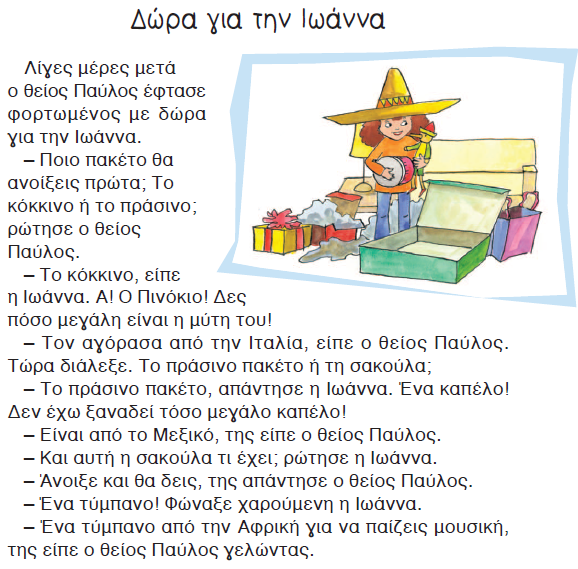 Δώρα για την Ιωάννα
Λίγες μέρες μετά
ο θείος Παύλος έφτασε
φορτωμένος με δώρα
για την Ιωάννα.
– Ποιο πακέτο θα
ανοίξεις πρώτα; Το
κόκκινο ή το πράσινο;
ρώτησε ο θείος
Παύλος.
– Το κόκκινο, είπε
η Ιωάννα. Α! Ο Πινόκιο! Δες
πόσο μεγάλη είναι η μύτη του!
– Τον αγόρασα από την Ιταλία, είπε ο θείος Παύλος.
Τώρα διάλεξε. Το πράσινο πακέτο ή τη σακούλα;
– Το πράσινο πακέτο, απάντησε η Ιωάννα. Ένα καπέλο!
Δεν έχω ξαναδεί τόσο μεγάλο καπέλο!
– Είναι από το Μεξικό, της είπε ο θείος Παύλος.
– Και αυτή η σακούλα τι έχει; ρώτησε η Ιωάννα.
– Άνοιξε και θα δεις, της απάντησε ο θείος Παύλος.
– Ένα τύμπανο! Φώναξε χαρούμενη η Ιωάννα.
– Ένα τύμπανο από την Αφρική για να παίζεις μουσική,
της είπε ο θείος Παύλος γελώντας.